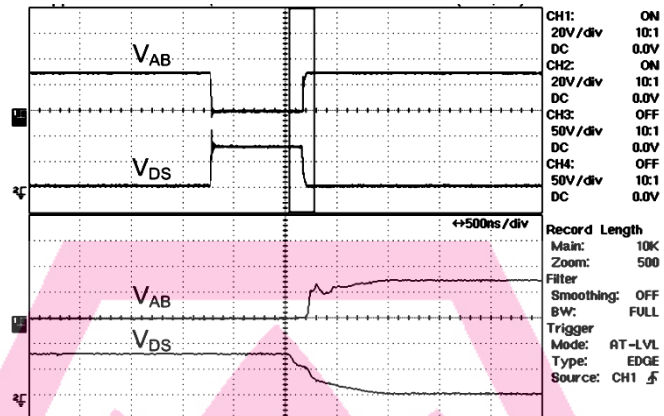 CH1: ON
20V/div 10:1
DC 0.0V
CH2: ON
20V/div 10:1
DC 0.0V
CH3: OFF
50V/div 10:1
DC 0.0V
CH4: OFF
50V/div 10:1
DC 0.0V
VAB
VDS
↔500ns/div
Record Length
Main: 10K
Zoom: 500
Filter
Smoothing: OFF
BW: FULL
Trigger
Mode: AT-LVL
Type: EDGE
Source: CH1
VAB
VDS